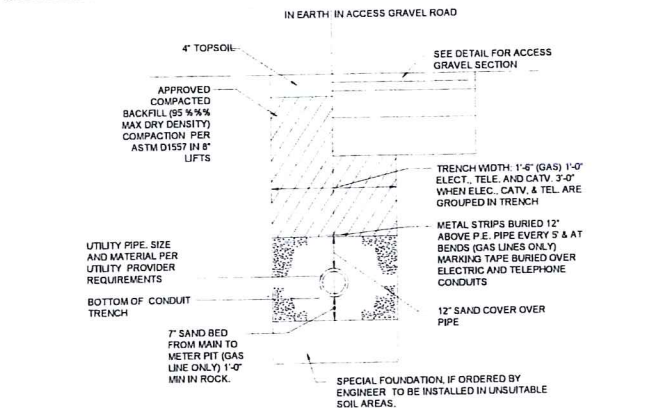 IN EARTH IN ACCESS GRAVEL ROAD
4" TOPSOIL
SEE DETAIL FOR ACCESS
GRAVEL SECTION
APPROVED
COMPACTED
BACKFILL (95 %%%
MAX DRY DENSITY)
COMPACTION PER
ASTM D1557 IN 8"
LIFTS
TRENCH WIDTH: 1'-6" (GAS) 1'-0"
ELECT., TELE. AND CATV. 3'-0"
WHEN ELEC., CATV, & TEL. ARE
GROUPED IN TRENCH
METAL STRIPS BURIED 12"
ABOVE P.E. PIPE EVERY 5' & AT
BENDS (GAS LINES ONLY)
MARKING TAPE BURIED OVER
ELECTRIC AND TELEPHONE
CONDUITS
UTILITY PIPE. SIZE
AND MATERIAL PER
UTILITY PROVIDER
REQUIREMENTS
BOTTOM OF CONDUIT
TRENCH
12" SAND COVER OVER
PIPE
7" SAND BED
FROM MAIN TO
METER PIT (GAS
LINE ONLY) 1'-0"
MIN IN ROCK.
SPECIAL FOUNDATION, IF ORDERED BY
ENGINEER TO BE INSTALLED IN UNSUITABLE
SOIL AREAS.